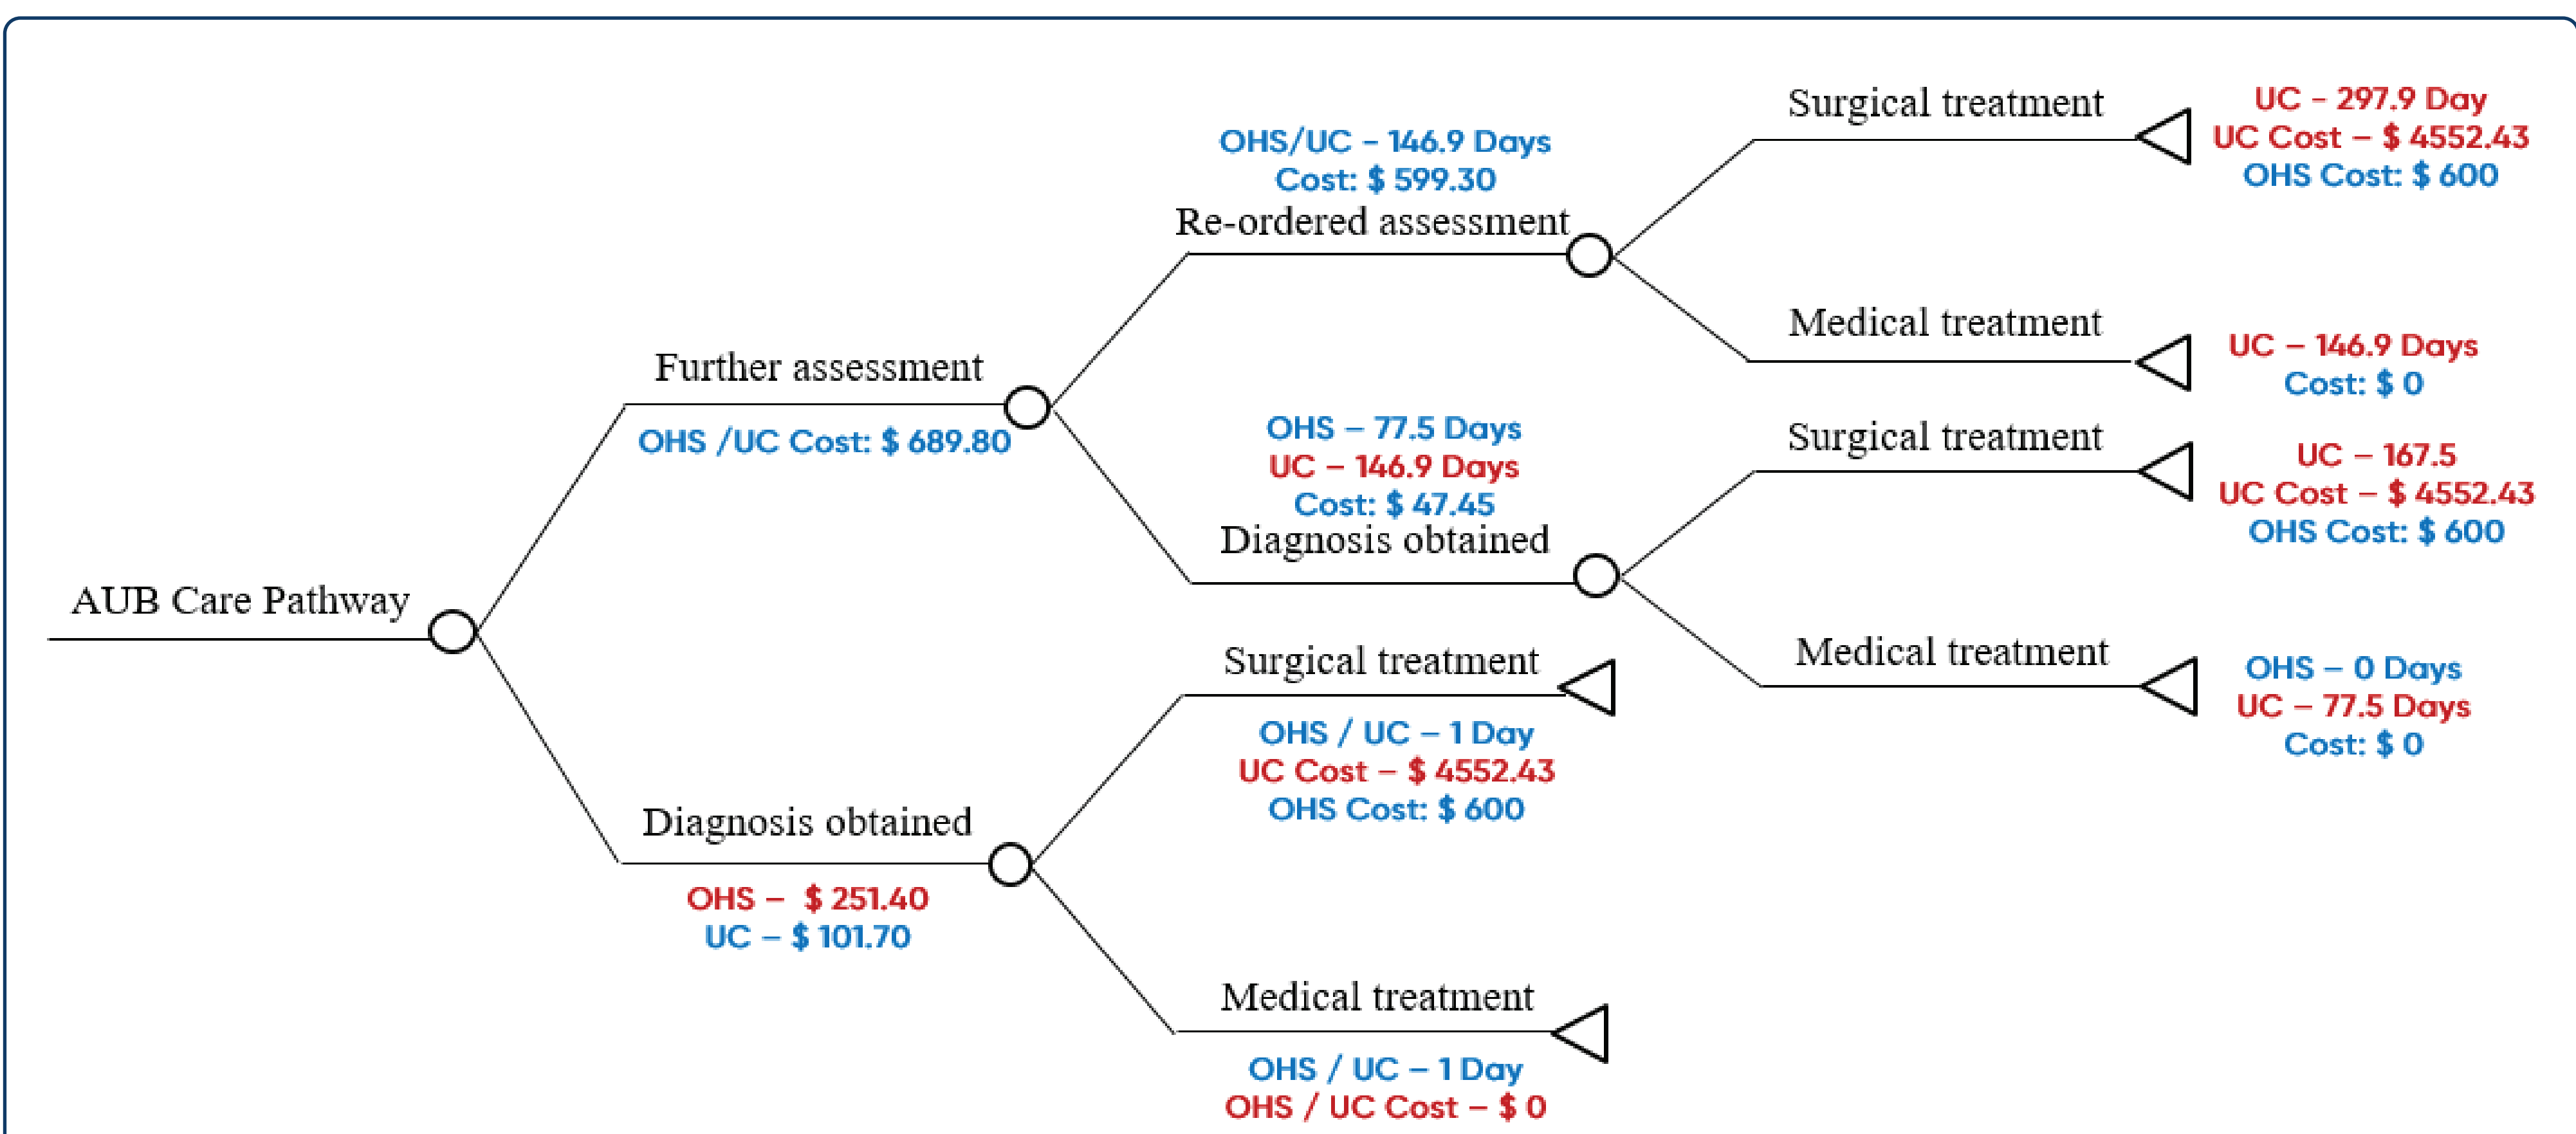 Surgical treatment
UC - 297.9 Day
UC Cost – $ 4552.43
OHS Cost: $ 600
OHS/UC - 146.9 Days
Cost: $ 599.30
Re-ordered assessment
Medical treatment
UC – 146.9 Days
Cost: $ 0
Further assessment
OHS /UC Cost: $ 689.80
OHS – 77.5 Days
UC – 146.9 Days
Cost: $ 47.45
Diagnosis obtained
Surgical treatment
UC – 167.5
UC Cost – $ 4552.43
OHS Cost: $ 600
AUB Care Pathway
Medical treatment
OHS – 0 Days
UC – 77.5 Days
Cost: $ 0
Surgical treatment
OHS / UC – 1 Day
UC Cost – $ 4552.43
OHS Cost: $ 600
Diagnosis obtained
OHS – $ 251.40
UC – $ 101.70
Medical treatment
OHS / UC – 1 Day
OHS / UC Cost – $ 0